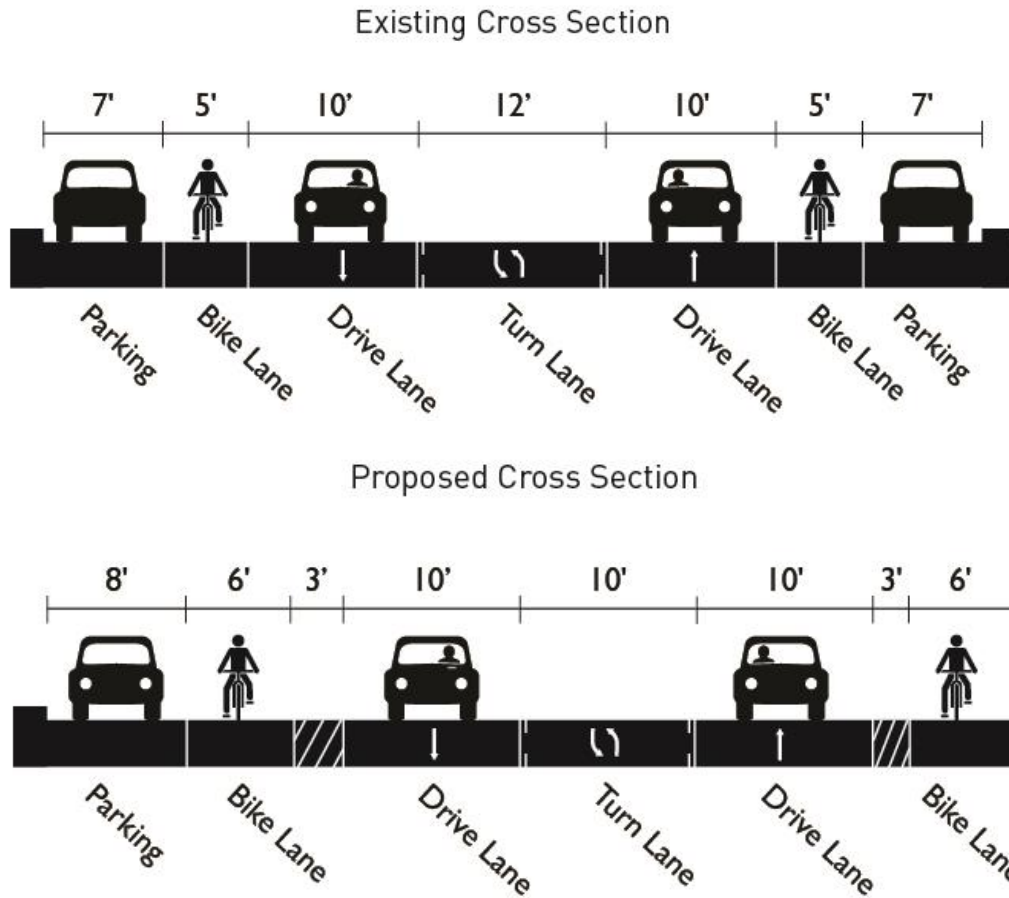 Existing Cross Section
7' 5' 10' 12' 10' 5' 7'
Parking Bike Lane Drive Lane Turn Lane Drive Lane Bike Lane Parking
Proposed Cross Section
8' 6' 3' 10' 10' 10' 3' 6'
Parking Bike Lane Drive Lane Turn Lane Drive Lane Bike Lane